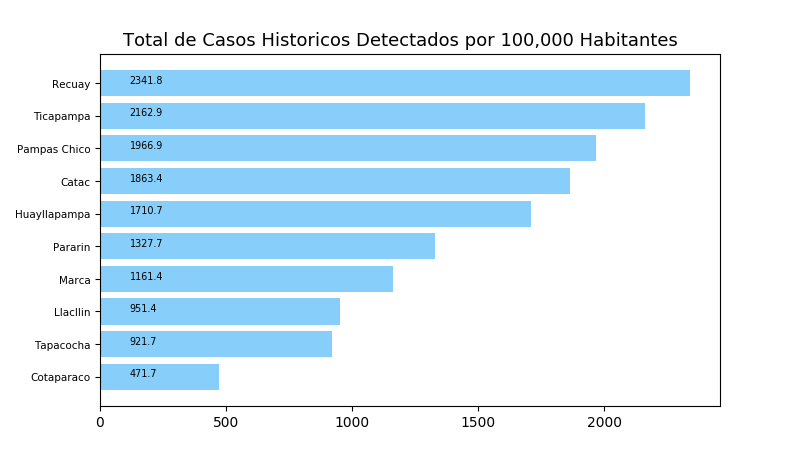 Total de Casos Historicos Detectados por 100,000 Habitantes
Recuay 2341.8
Ticapampa 2162.9
Pampas Chico 1966.9
Catac 1863.4
Huayllapampa 1710.7
Pararin 1327.7
Marca 1161.4
Llacllin 951.4
Tapacocha 921.7
Cotaparaco 471.7
0 500 1000 1500 2000